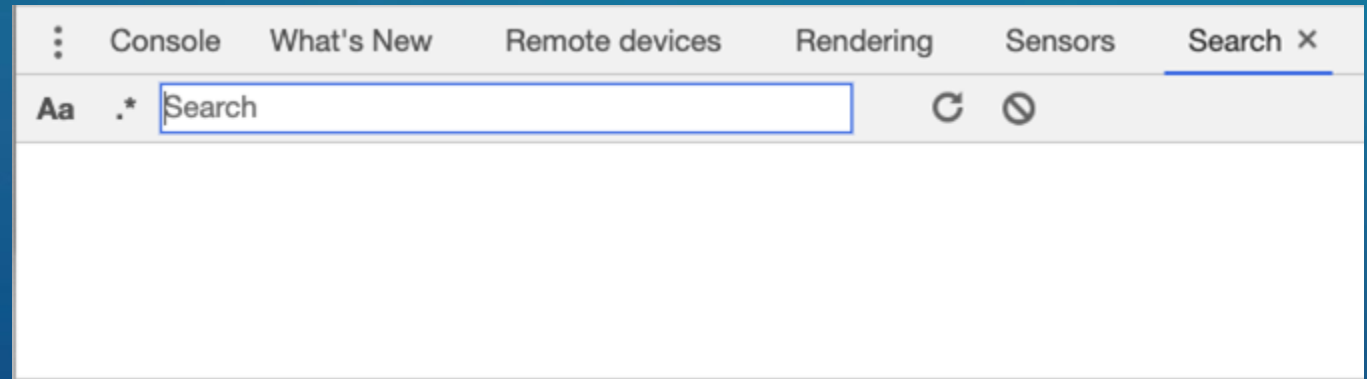 Console What's New Remote devices Rendering Sensors Search ×
Aa .* Search